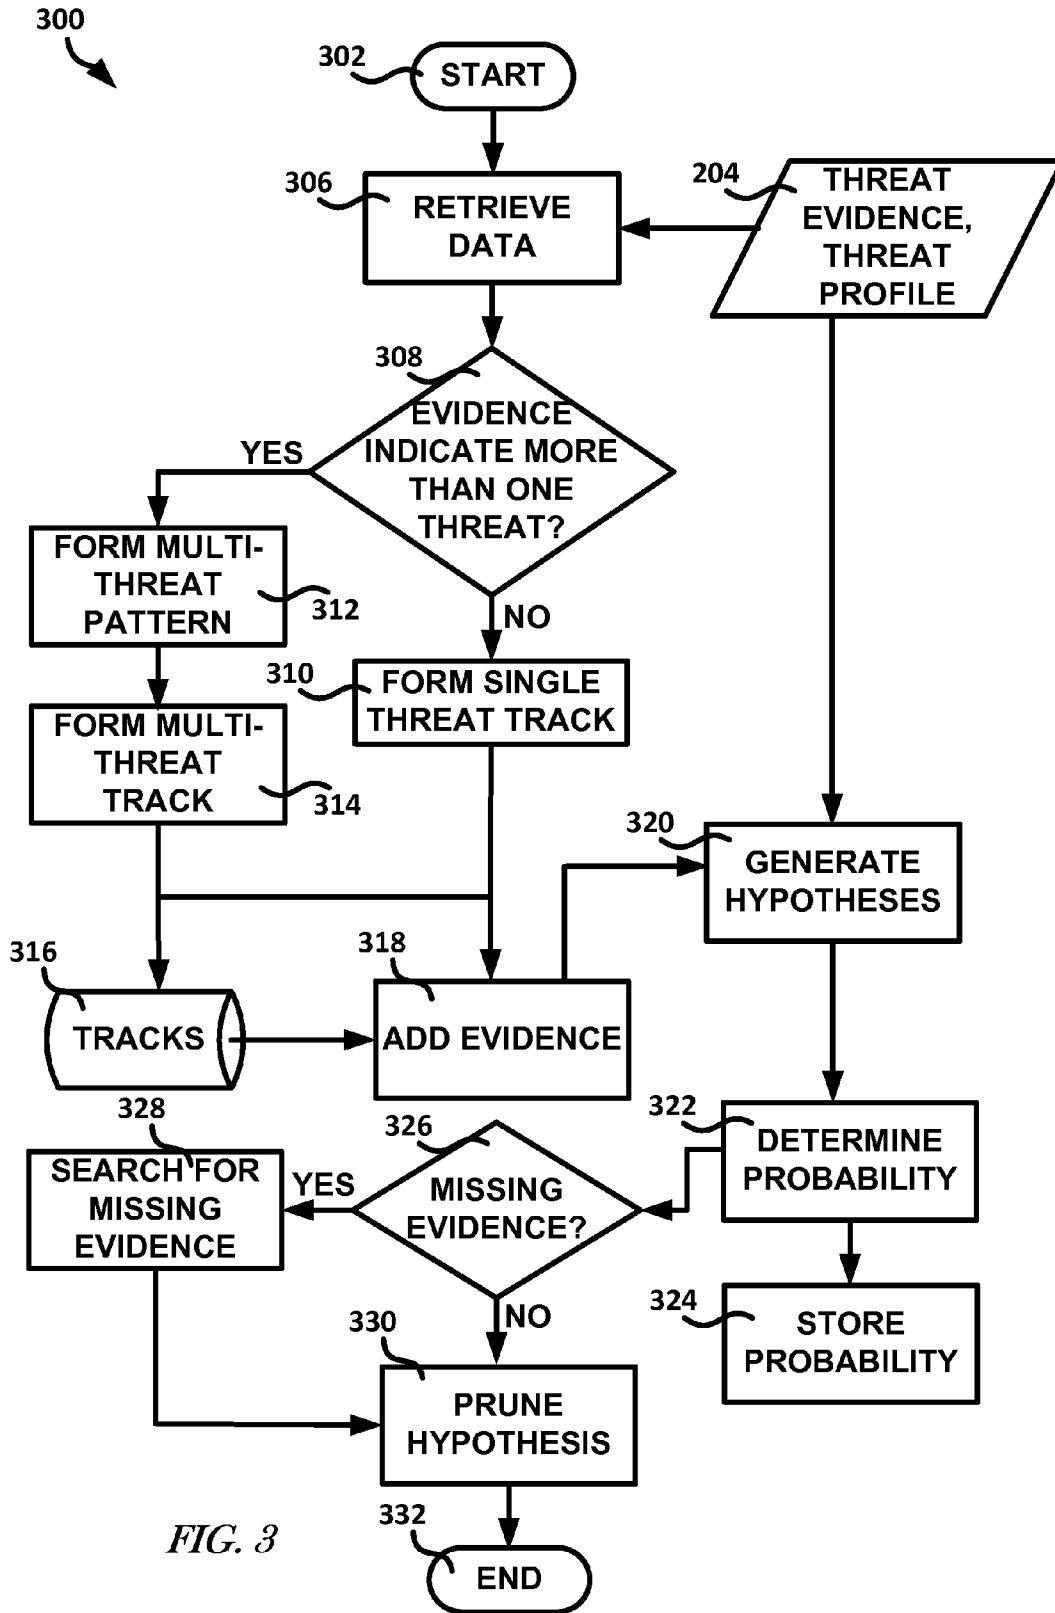 300
302
START
306
RETRIEVE
DATA
204
THREAT
EVIDENCE,
THREAT
PROFILE
308
EVIDENCE
INDICATE MORE
THAN ONE
THREAT?
YES
NO
FORM MULTI-
THREAT
PATTERN
312
310
FORM SINGLE
THREAT TRACK
FORM MULTI-
THREAT
TRACK
314
320
GENERATE
HYPOTHESES
316
TRACKS
318
ADD EVIDENCE
322
DETERMINE
PROBABILITY
326
MISSING
EVIDENCE?
YES
NO
328
SEARCH FOR
MISSING
EVIDENCE
324
STORE
PROBABILITY
330
PRUNE
HYPOTHESIS
332
END
FIG. 3